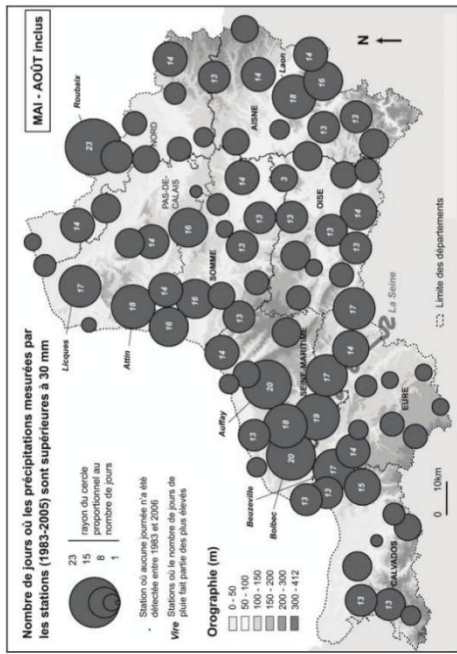 Nombre de jours où les précipitations mesurées par
les stations (1983-2005) sont supérieures à 30 mm
MAI - AOÛT inclus
23
15
8
1
rayon du cercle
proportionnel au
nombre de jours
Station où aucune journée n'a été
détectée entre 1983 et 2006
Vire
Stations où le nombre de jours de
pluie fait partie des plus élevés
Orographie (m)
0 - 50
50 - 100
100 - 150
150 - 200
200 - 300
300 - 412
0 10km
Limite des départements
N
Roubaix
23
NORD
Licques
17
14
PAS-DE-CALAIS
Attin
18
14
14
16
16
16
SOMME
13
13
14
14
13
AISNE
14
Laon
18
16
14
13
13
OISE
3
13
13
13
14
Auffay
20
SEINE-MARITIME
Beuzeville
Bolbec
13
18
20
19
17
17
13
13
14
15
14
17
La Seine
EURE
CALVADOS
13
13